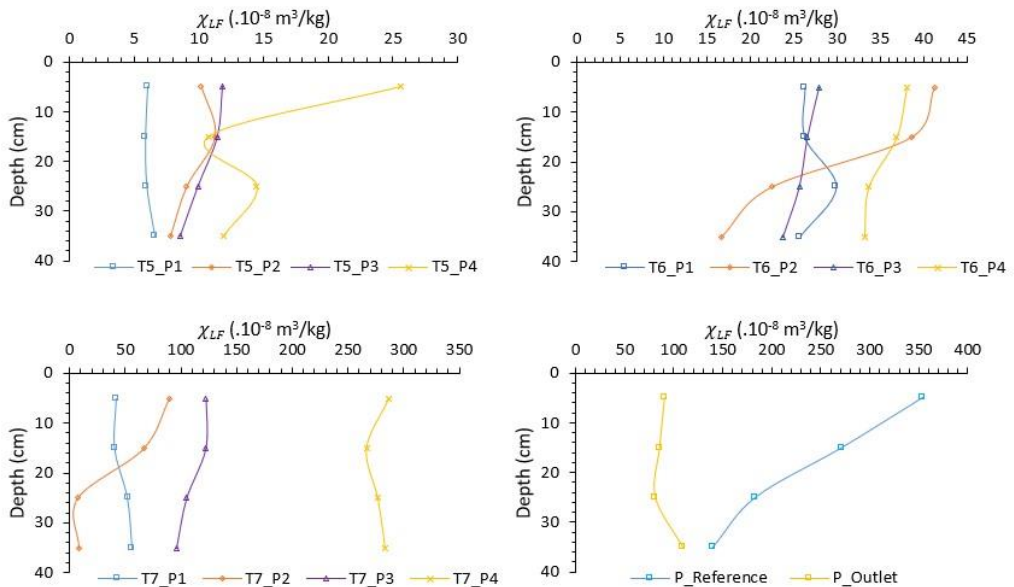 χLF (.10⁻⁸ m³/kg)
0 5 10 15 20 25 30
0
10
20
30
40
Depth (cm)
T5_P1 T5_P2 T5_P3 T5_P4
χLF (.10⁻⁸ m³/kg)
0 5 10 15 20 25 30 35 40 45
0
10
20
30
40
Depth (cm)
T6_P1 T6_P2 T6_P3 T6_P4
χLF (.10⁻⁸ m³/kg)
0 50 100 150 200 250 300 350
0
10
20
30
40
Depth (cm)
T7_P1 T7_P2 T7_P3 T7_P4
χLF (.10⁻⁸ m³/kg)
0 50 100 150 200 250 300 350 400
0
10
20
30
40
Depth (cm)
P_Reference P_Outlet